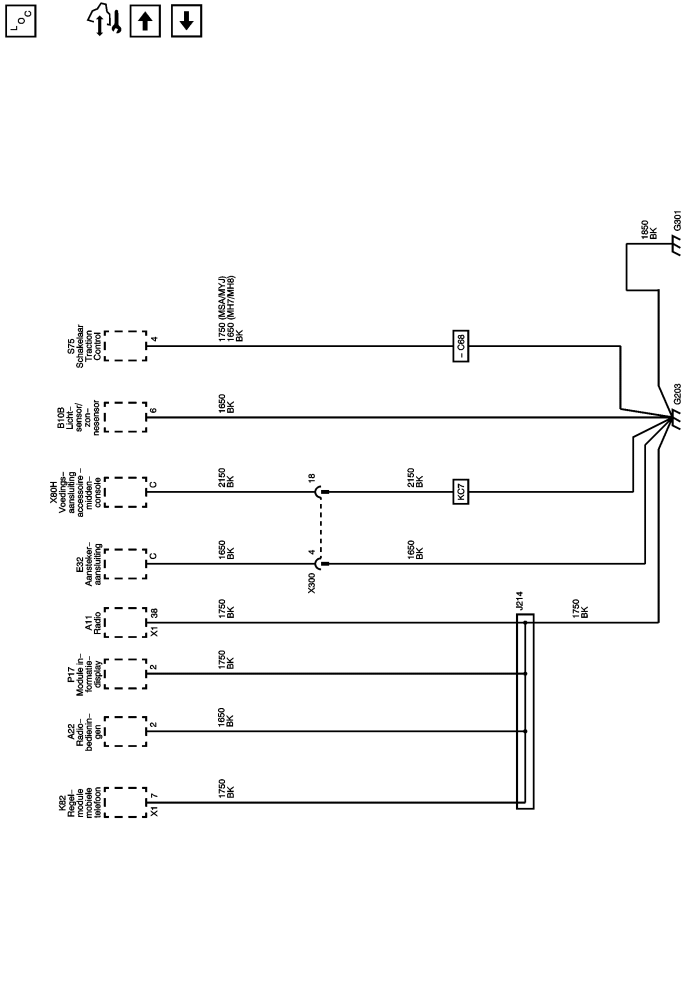 LOC
S75
Schakelaar
Traction
Control
4
1750 (MSA/MYJ)
1650 (MH7/MH8)
BK
– C68
1850
BK
G301
B10B
Licht–
sensor/
zon–
nesensor
6
1650
BK
G203
X80H
Voedings–
aansluiting
accessoire –
midden–
console
C
2150
BK
18
2150
BK
KC7
E32
Aansteker–
aansluiting
C
1650
BK
4
X300
1650
BK
A11
Radio
X1
38
1750
BK
J214
1750
BK
P17
Module in–
formatie–
display
2
1750
BK
A22
Radio–
bedienin–
gen
2
1650
BK
K82
Regel–
module
mobiele
telefoon
X1
7
1750
BK